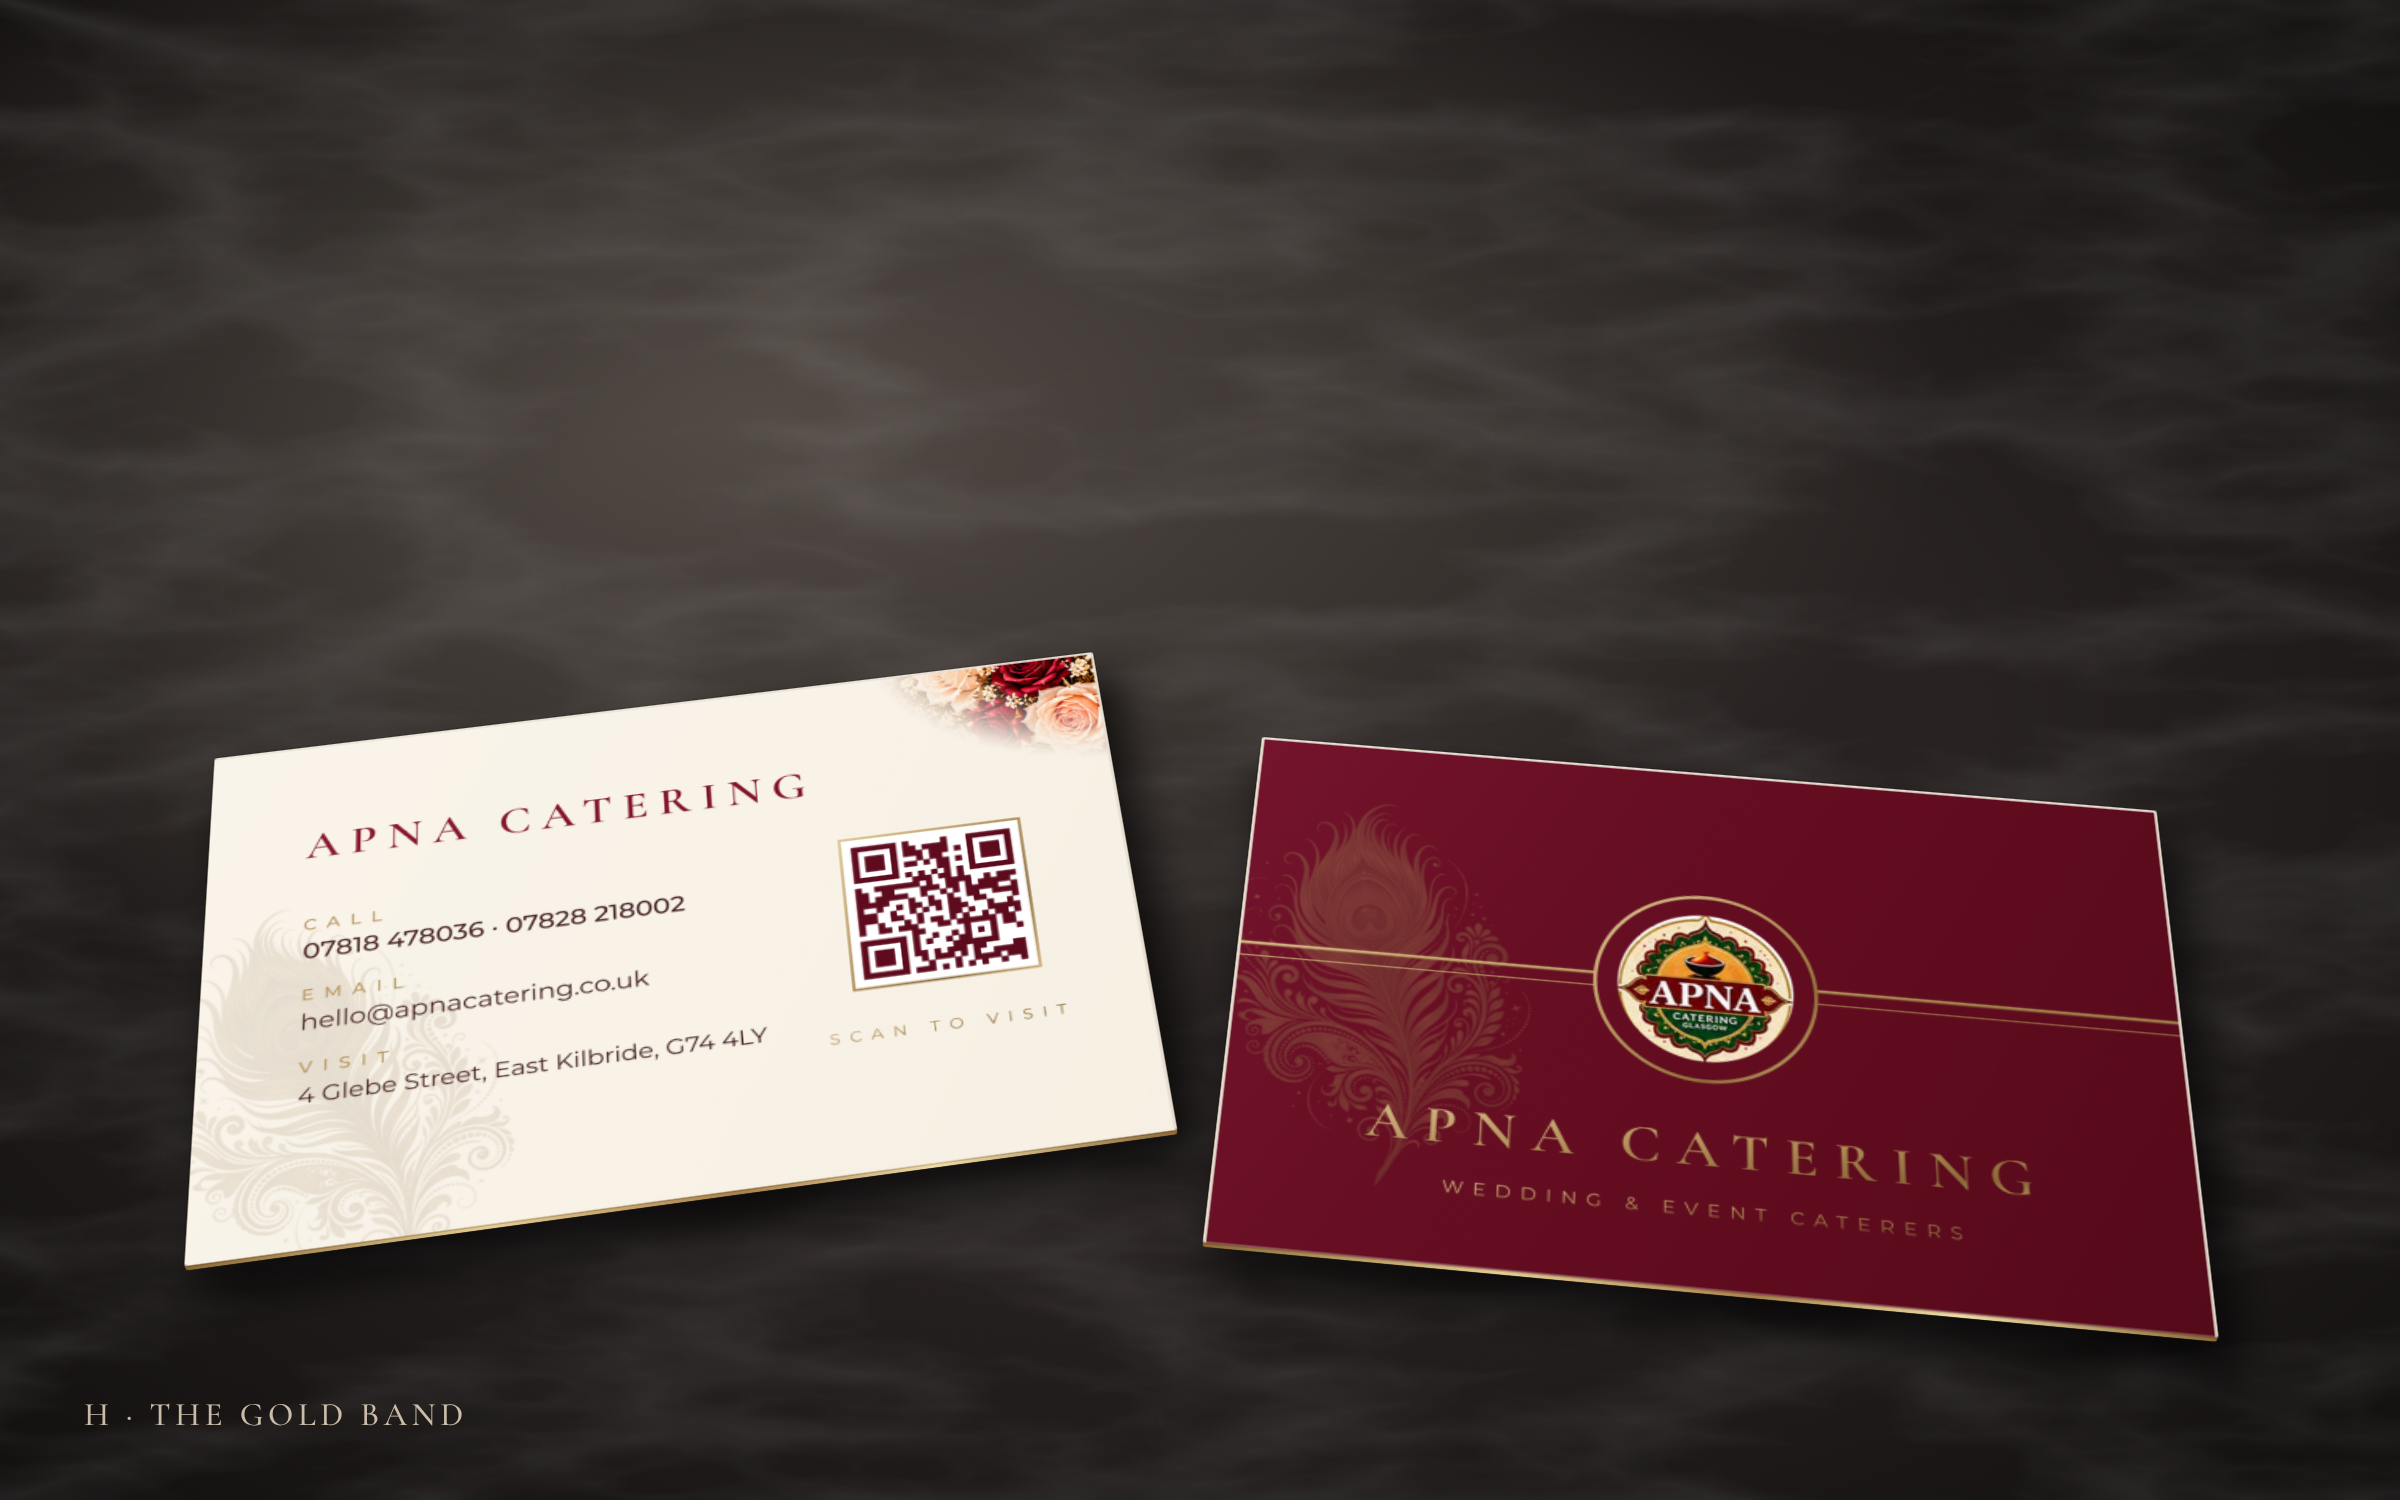 APNA CATERING
CALL
07818 478036 · 07828 218002
EMAIL
hello@apnacatering.co.uk
VISIT
4 Glebe Street, East Kilbride, G74 4LY
SCAN TO VISIT
APNA
CATERING
GLASGOW
APNA CATERING
WEDDING & EVENT CATERERS
H · THE GOLD BAND